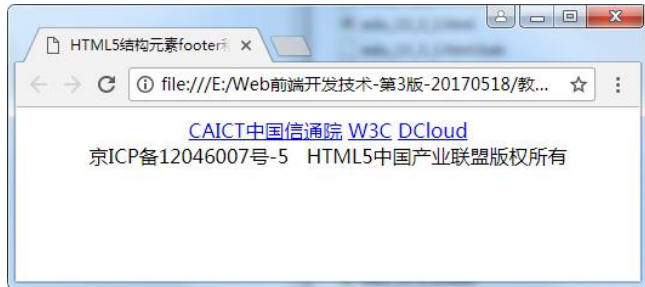 HTML5结构元素footer
file:///E:/Web前端开发技术-第3版-20170518/教...
CAICT中国信通院 W3C DCloud
京ICP备12046007号-5 HTML5中国产业联盟版权所有